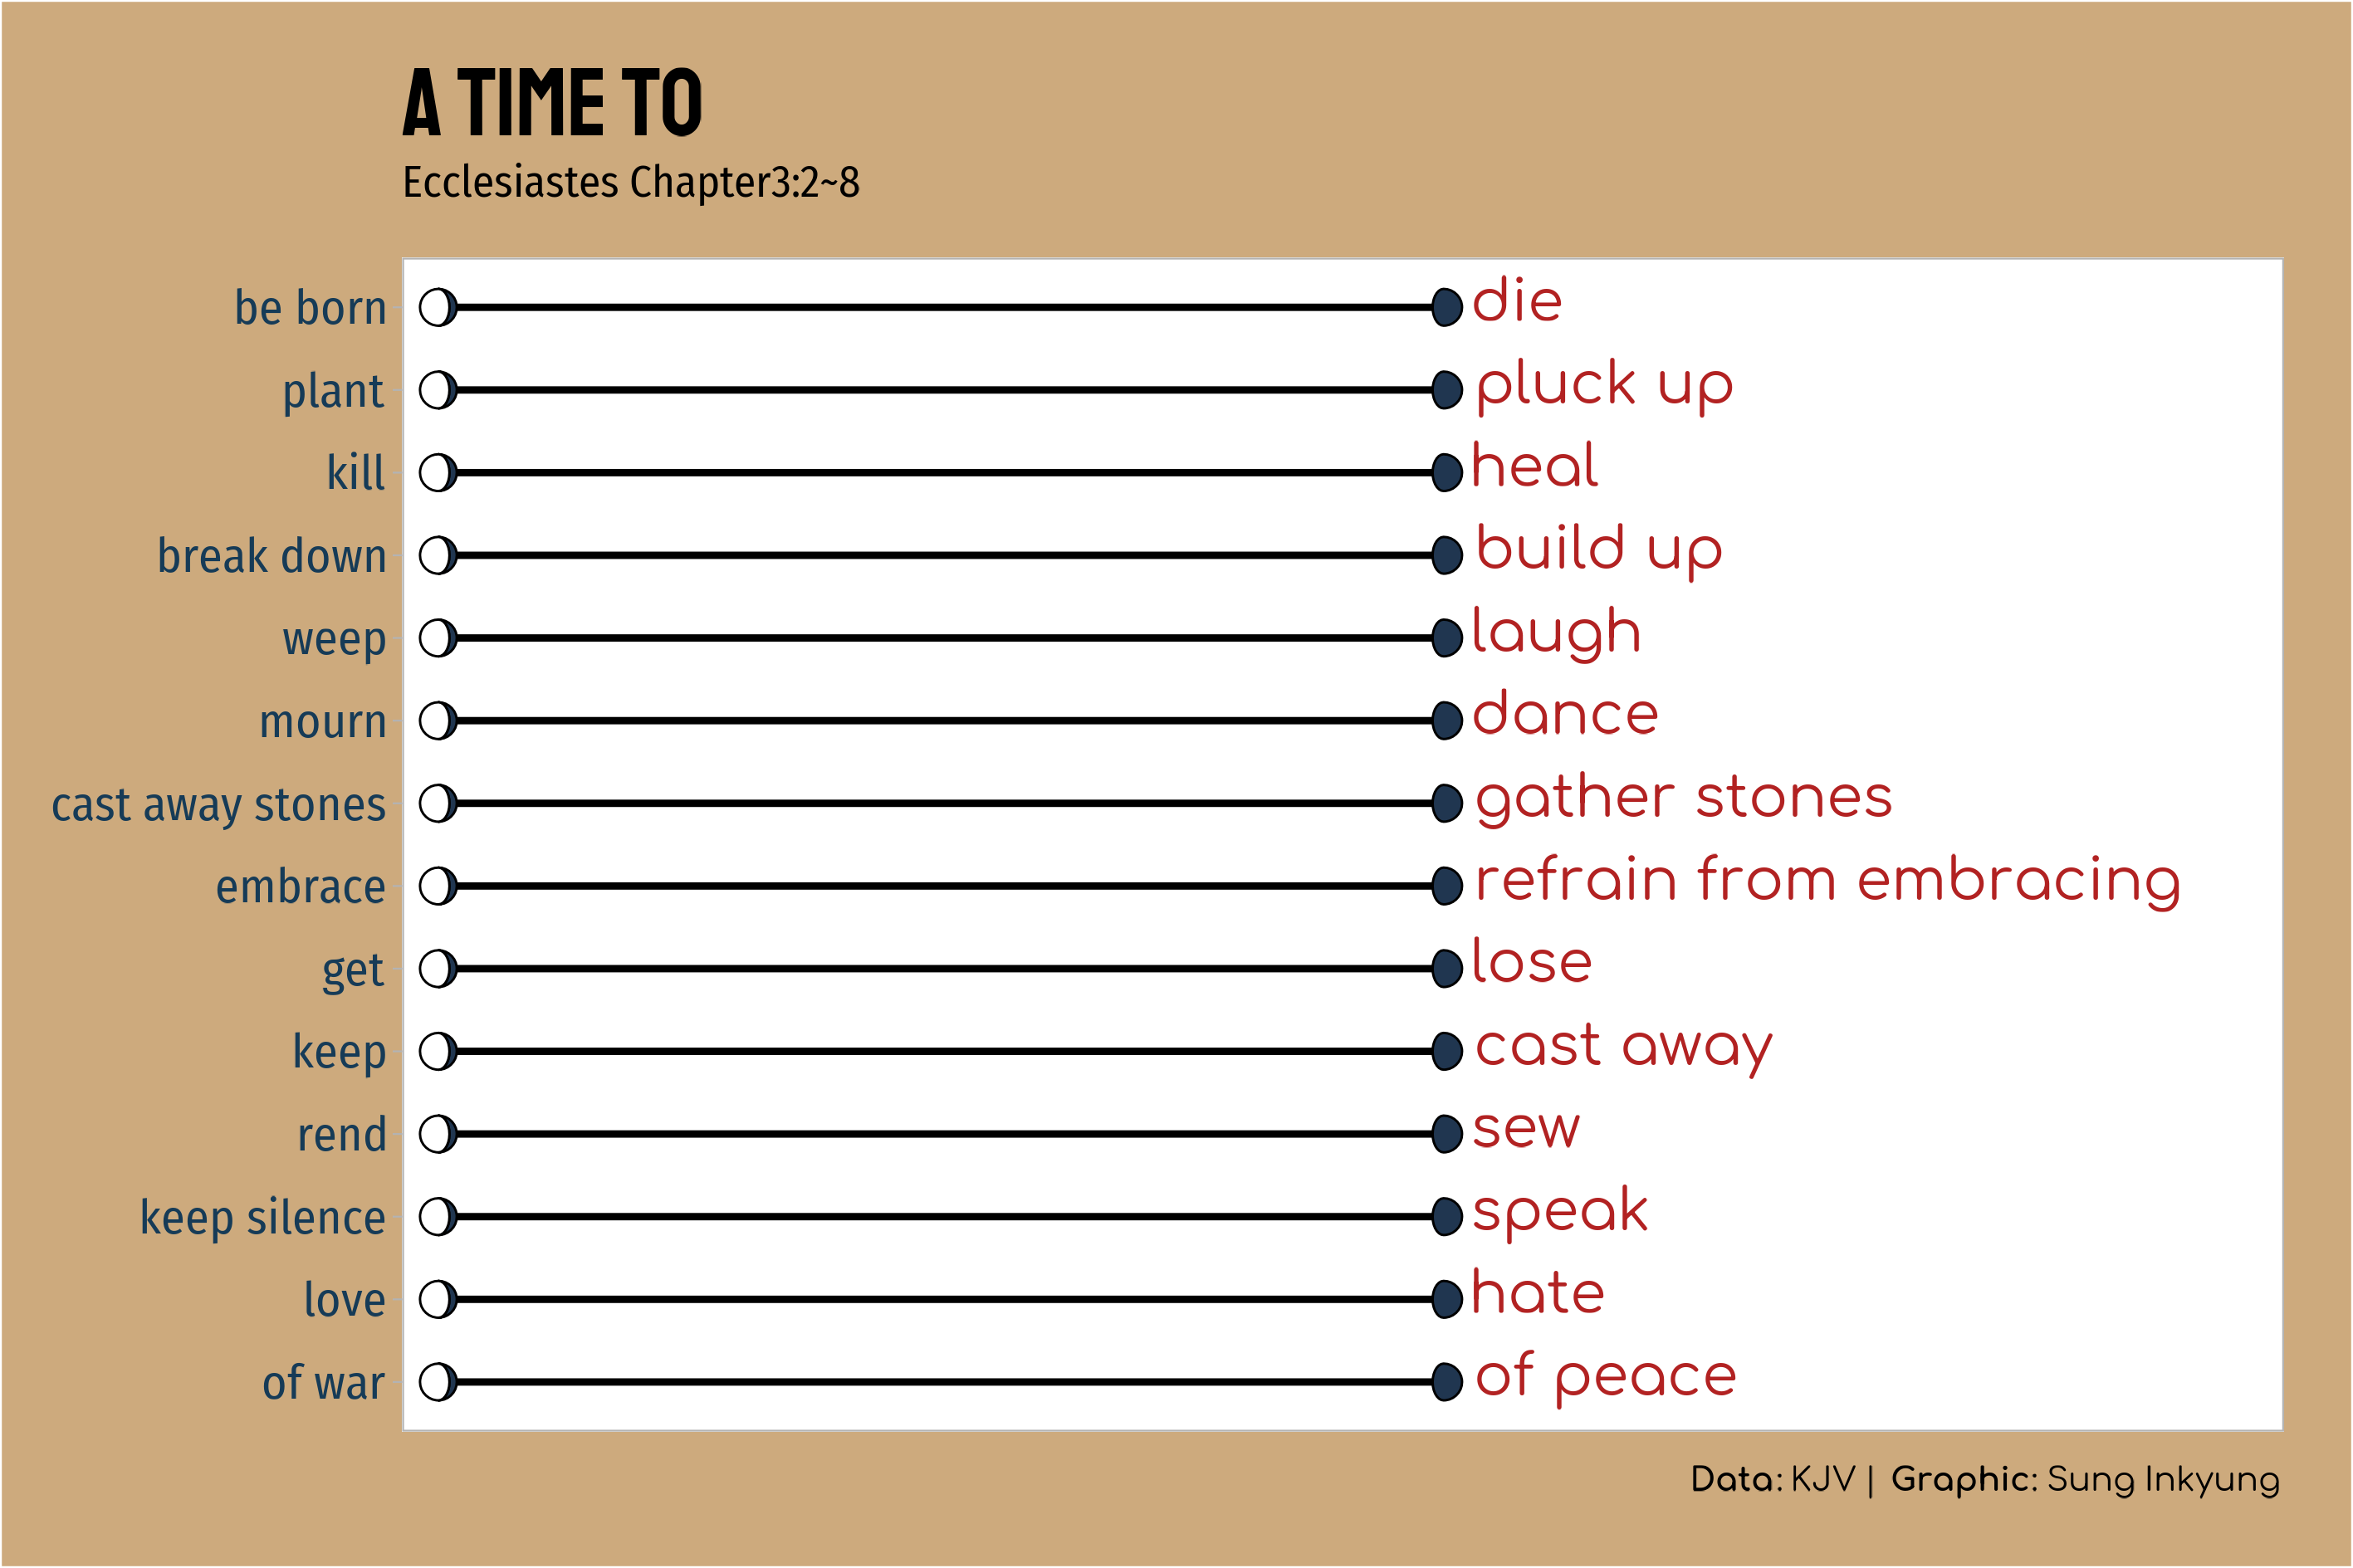 A TIME TO
Ecclesiastes Chapter3:2~8
be born die
plant pluck up
kill heal
break down build up
weep laugh
mourn dance
cast away stones gather stones
embrace refrain from embracing
get lose
keep cast away
rend sew
keep silence speak
love hate
of war of peace
Data: KJV | Graphic: Sung Inkyung